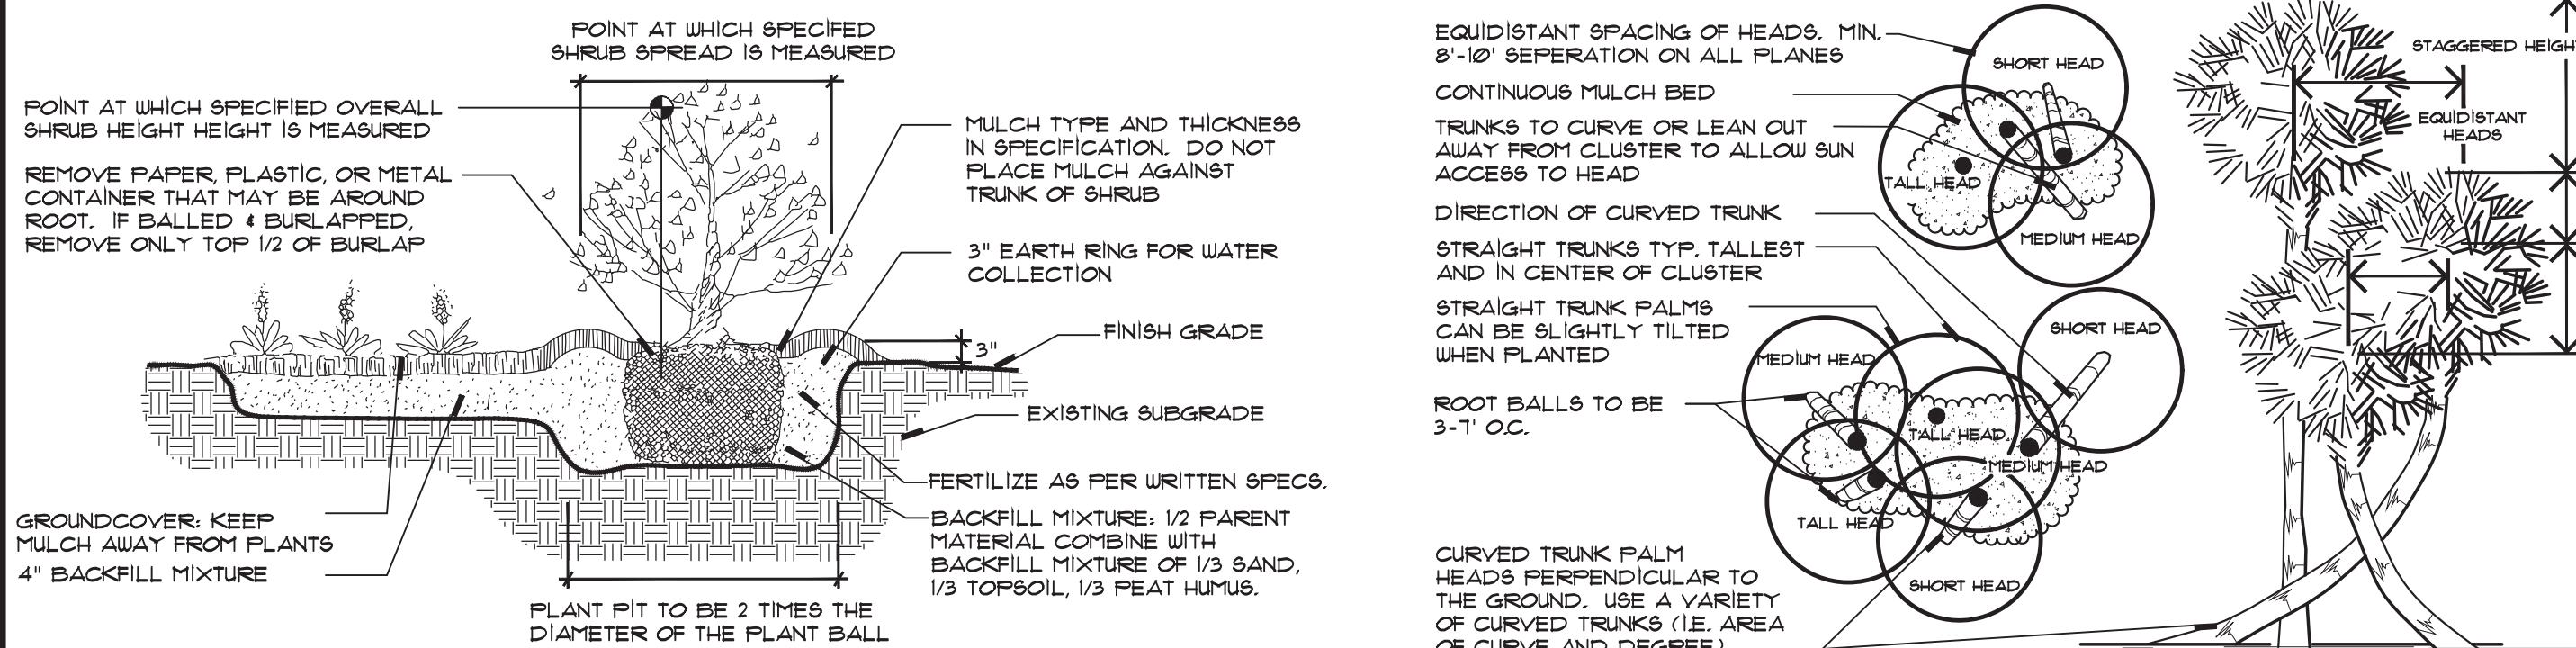 POINT AT WHICH SPECIFED
SHRUB SPREAD IS MEASURED
POINT AT WHICH SPECIFIED OVERALL
SHRUB HEIGHT HEIGHT IS MEASURED
REMOVE PAPER, PLASTIC, OR METAL
CONTAINER THAT MAY BE AROUND
ROOT. IF BALLED & BURLAPPED,
REMOVE ONLY TOP 1/2 OF BURLAP
GROUNDCOVER: KEEP
MULCH AWAY FROM PLANTS
4" BACKFILL MIXTURE
MULCH TYPE AND THICKNESS
IN SPECIFICATION. DO NOT
PLACE MULCH AGAINST
TRUNK OF SHRUB
3" EARTH RING FOR WATER
COLLECTION
FINISH GRADE
3"
EXISTING SUBGRADE
FERTILIZE AS PER WRITTEN SPECS.
BACKFILL MIXTURE: 1/2 PARENT
MATERIAL COMBINE WITH
BACKFILL MIXTURE OF 1/3 SAND,
1/3 TOPSOIL, 1/3 PEAT HUMUS.
PLANT PIT TO BE 2 TIMES THE
DIAMETER OF THE PLANT BALL
EQUIDISTANT SPACING OF HEADS. MIN.
8'-10' SEPERATION ON ALL PLANES
CONTINUOUS MULCH BED
TRUNKS TO CURVE OR LEAN OUT
AWAY FROM CLUSTER TO ALLOW SUN
ACCESS TO HEAD
DIRECTION OF CURVED TRUNK
STRAIGHT TRUNKS TYP. TALLEST
AND IN CENTER OF CLUSTER
STRAIGHT TRUNK PALMS
CAN BE SLIGHTLY TILTED
WHEN PLANTED
ROOT BALLS TO BE
3-7' O.C.
CURVED TRUNK PALM
HEADS PERPENDICULAR TO
THE GROUND. USE A VARIETY
OF CURVED TRUNKS (I.E. AREA
OF CURVE AND DEGREE)
SHORT HEAD
TALL HEAD
MEDIUM HEAD
SHORT HEAD
MEDIUM HEAD
TALL HEAD
MEDIUM HEAD
TALL HEAD
SHORT HEAD
STAGGERED HEIGH
EQUIDISTANT
HEADS